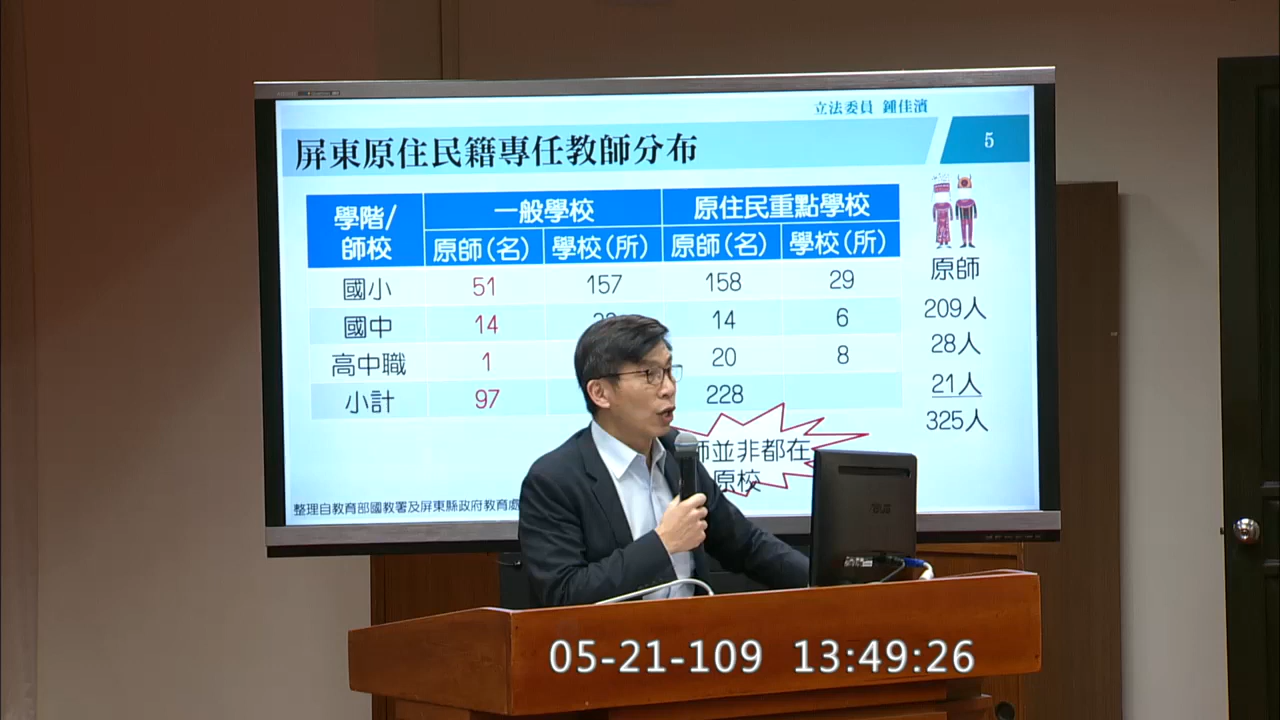 立法委員 鍾佳濱
屏東原住民籍專任教師分布
5
學階/師校 一般學校 原住民重點學校
原師(名) 學校(所) 原師(名) 學校(所)
原師
國小 51 157 158 29
209人
國中 14 14 6
28人
高中職 1 20 8
21人
小計 97 228
325人
師並非都在
原校
整理自教育部國教署及屏東縣政府教育處
05-21-109 13:49:26